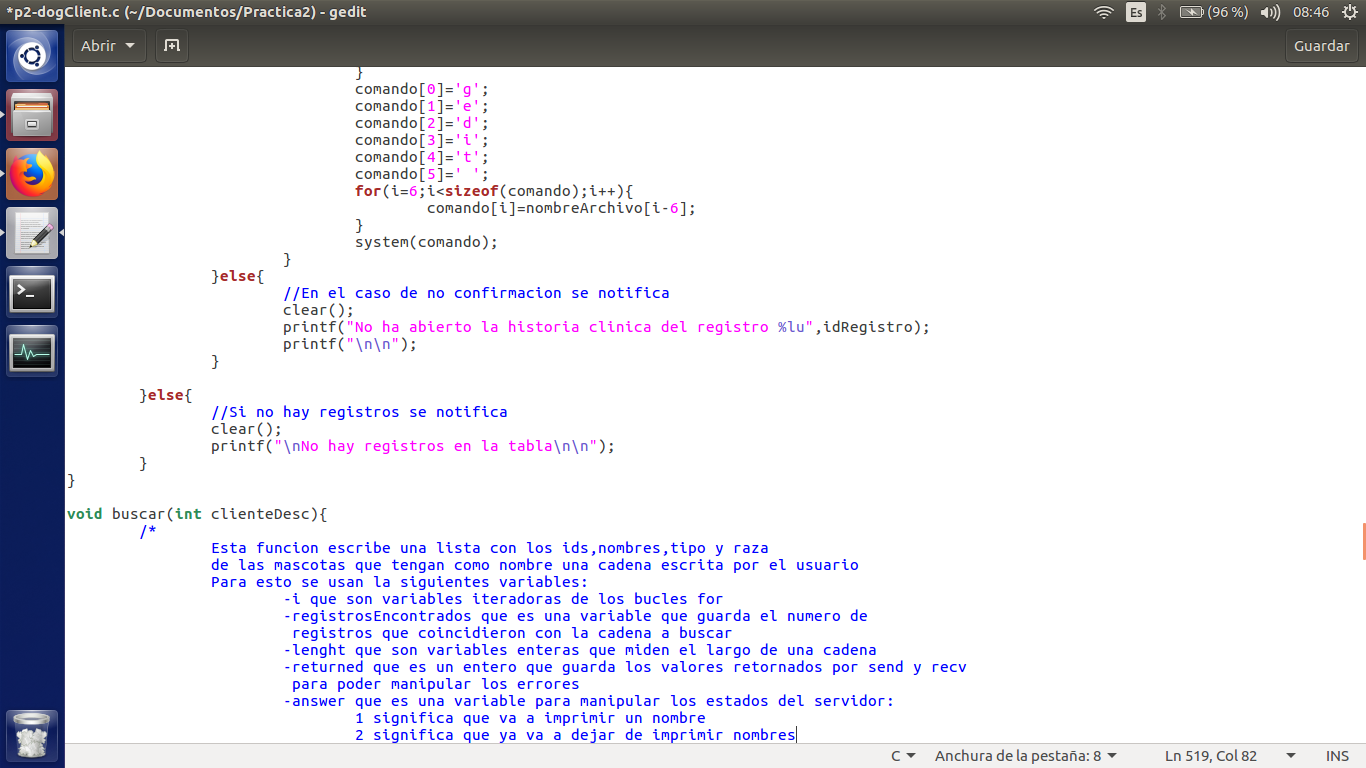 *p2-dogClient.c (~/Documentos/Practica2) - gedit
Es
(96 %)
08:46
Abrir
Guardar
}
comando[0]='g';
comando[1]='e';
comando[2]='d';
comando[3]='i';
comando[4]='t';
comando[5]=' ';
for(i=6;i<sizeof(comando);i++){
comando[i]=nombreArchivo[i-6];
}
system(comando);
}
}else{
//En el caso de no confirmacion se notifica
clear();
printf("No ha abierto la historia clinica del registro %lu",idRegistro);
printf("\n\n");
}
}else{
//Si no hay registros se notifica
clear();
printf("\nNo hay registros en la tabla\n\n");
}
}
void buscar(int clienteDesc){
/*
Esta funcion escribe una lista con los ids,nombres,tipo y raza
de las mascotas que tengan como nombre una cadena escrita por el usuario
Para esto se usan la siguientes variables:
-i que son variables iteradoras de los bucles for
-registrosEncontrados que es una variable que guarda el numero de
registros que coincidieron con la cadena a buscar
-lenght que son variables enteras que miden el largo de una cadena
-returned que es un entero que guarda los valores retornados por send y recv
para poder manipular los errores
-answer que es una variable para manipular los estados del servidor:
1 significa que va a imprimir un nombre
2 significa que ya va a dejar de imprimir nombres
C
Anchura de la pestaña: 8
Ln 519, Col 82
INS